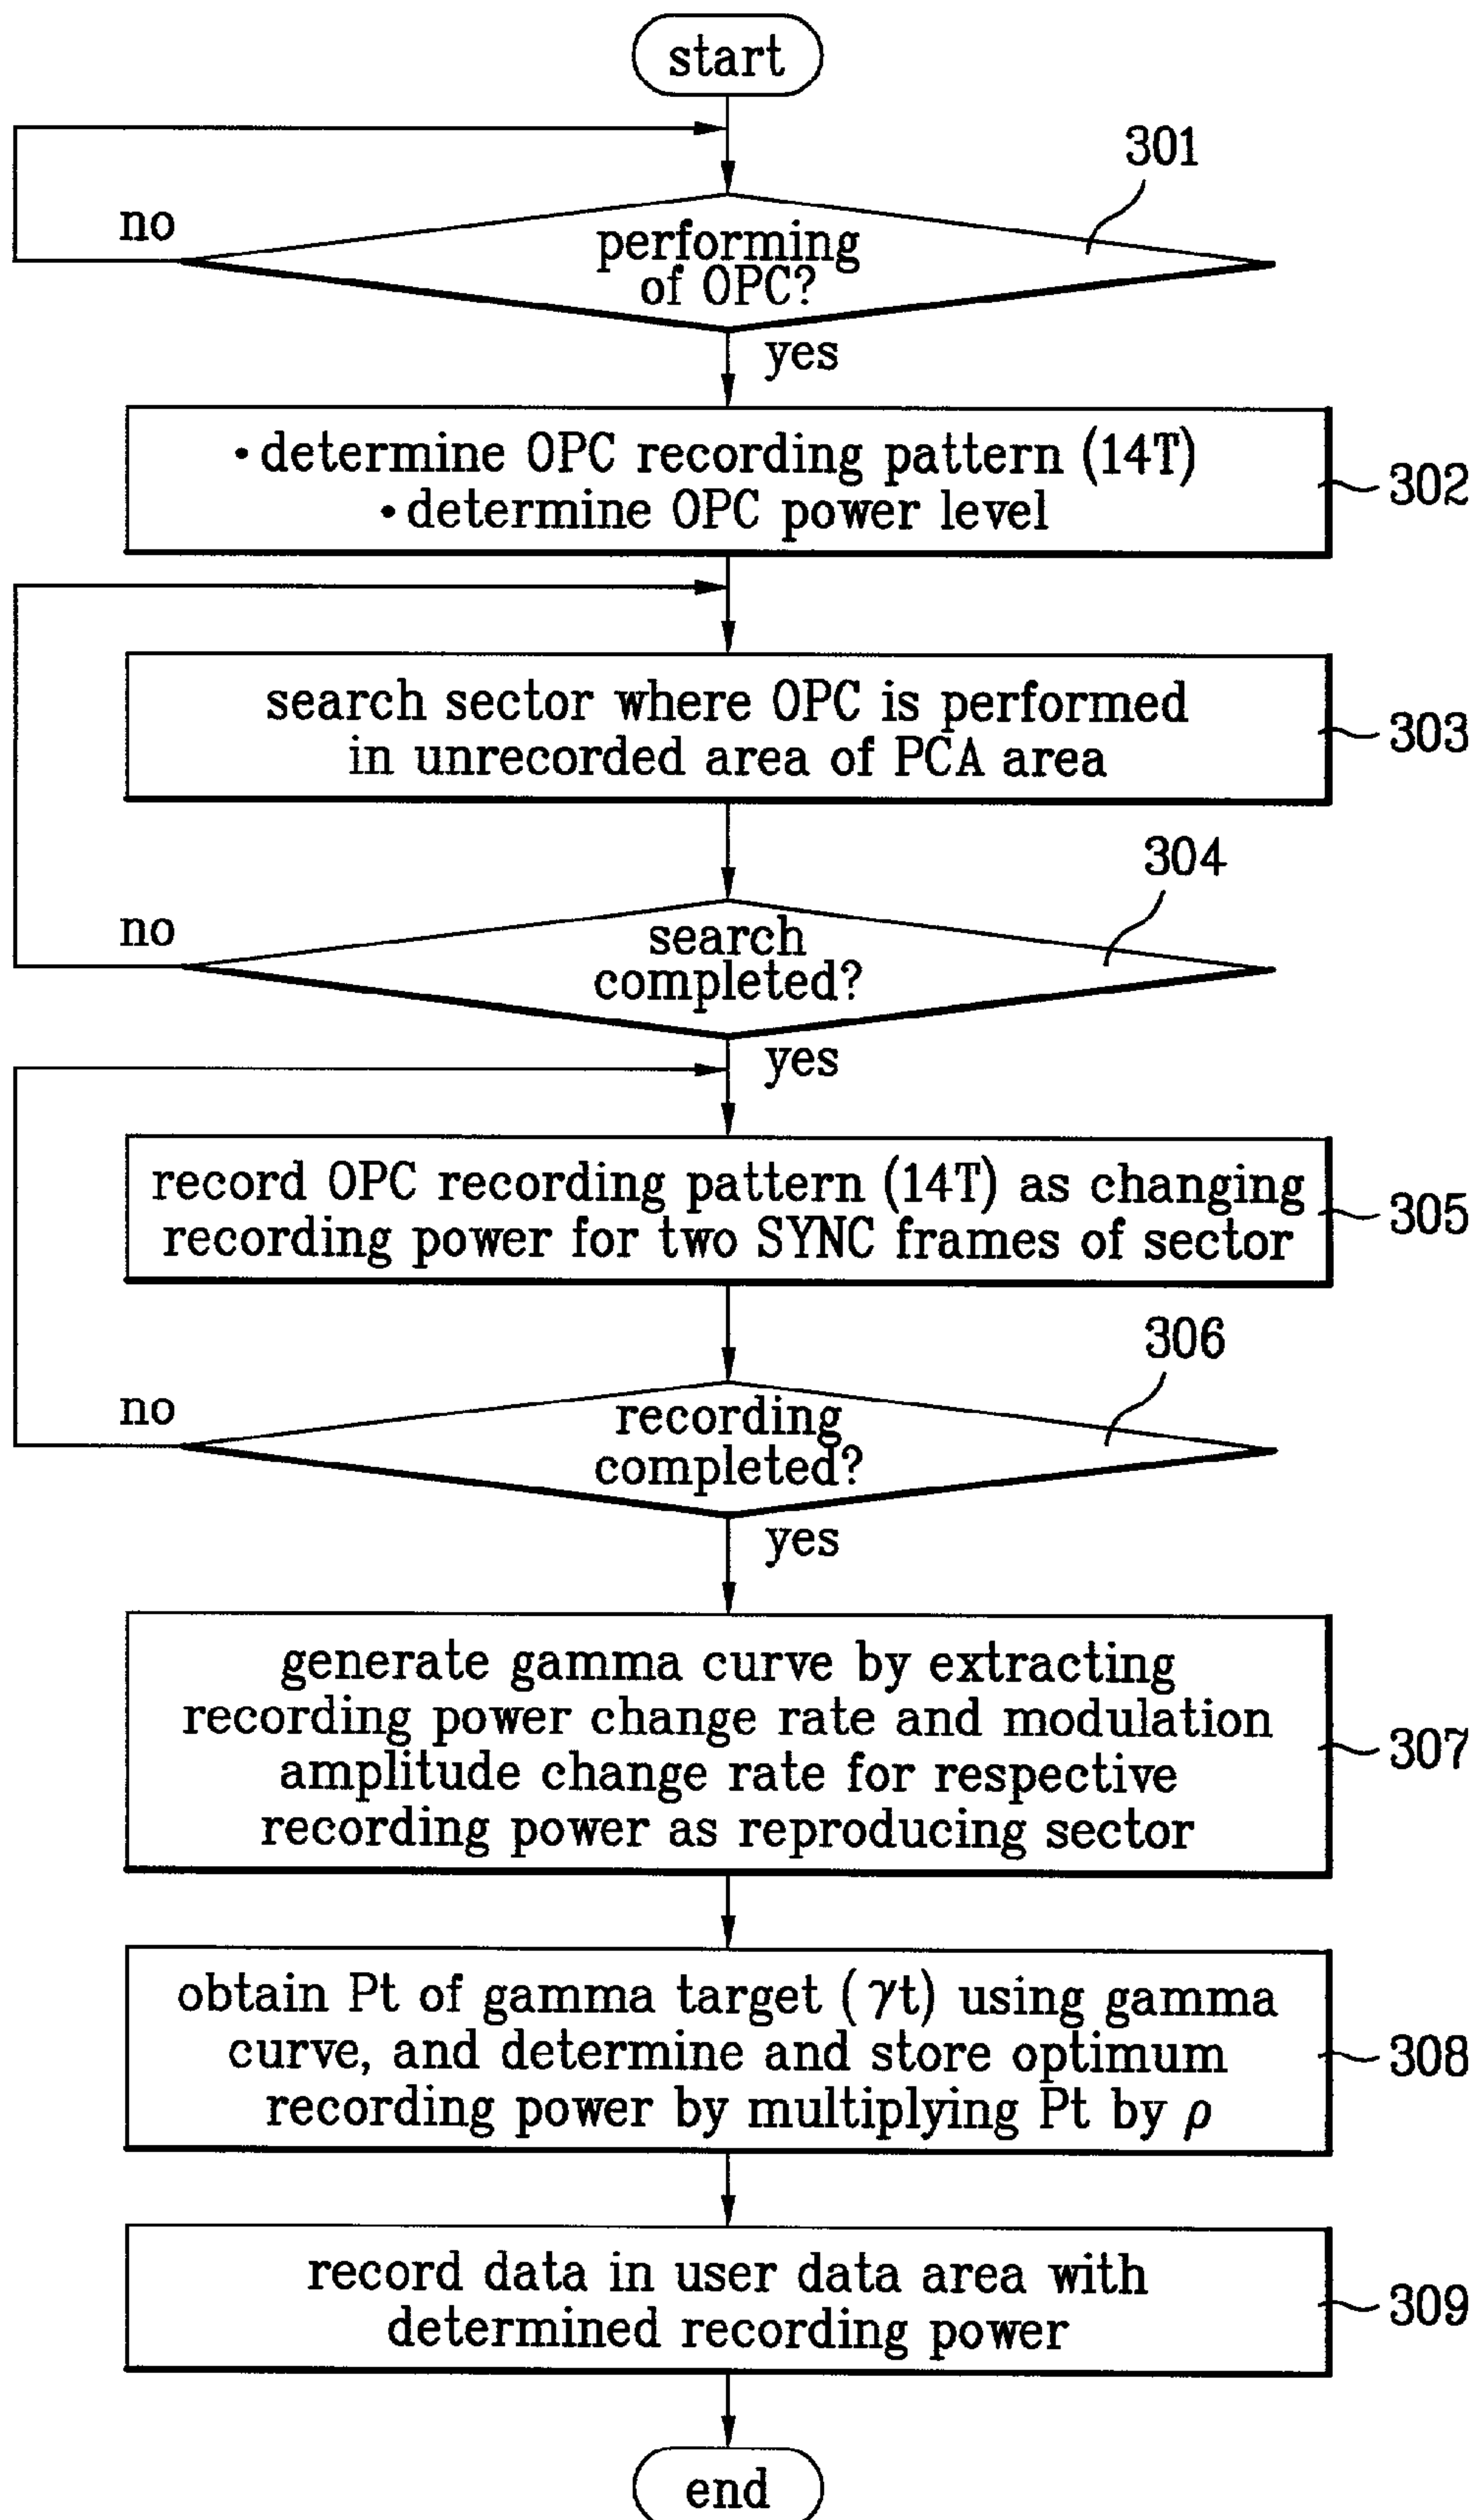 start
301
no
performing
of OPC?
yes
•determine OPC recording pattern (14T)
•determine OPC power level
302
search sector where OPC is performed
in unrecorded area of PCA area
303
304
no
search
completed?
yes
record OPC recording pattern (14T) as changing
recording power for two SYNC frames of sector
305
306
no
recording
completed?
yes
generate gamma curve by extracting
recording power change rate and modulation
amplitude change rate for respective
recording power as reproducing sector
307
obtain Pt of gamma target (γt) using gamma
curve, and determine and store optimum
recording power by multiplying Pt by ρ
308
record data in user data area with
determined recording power
309
end